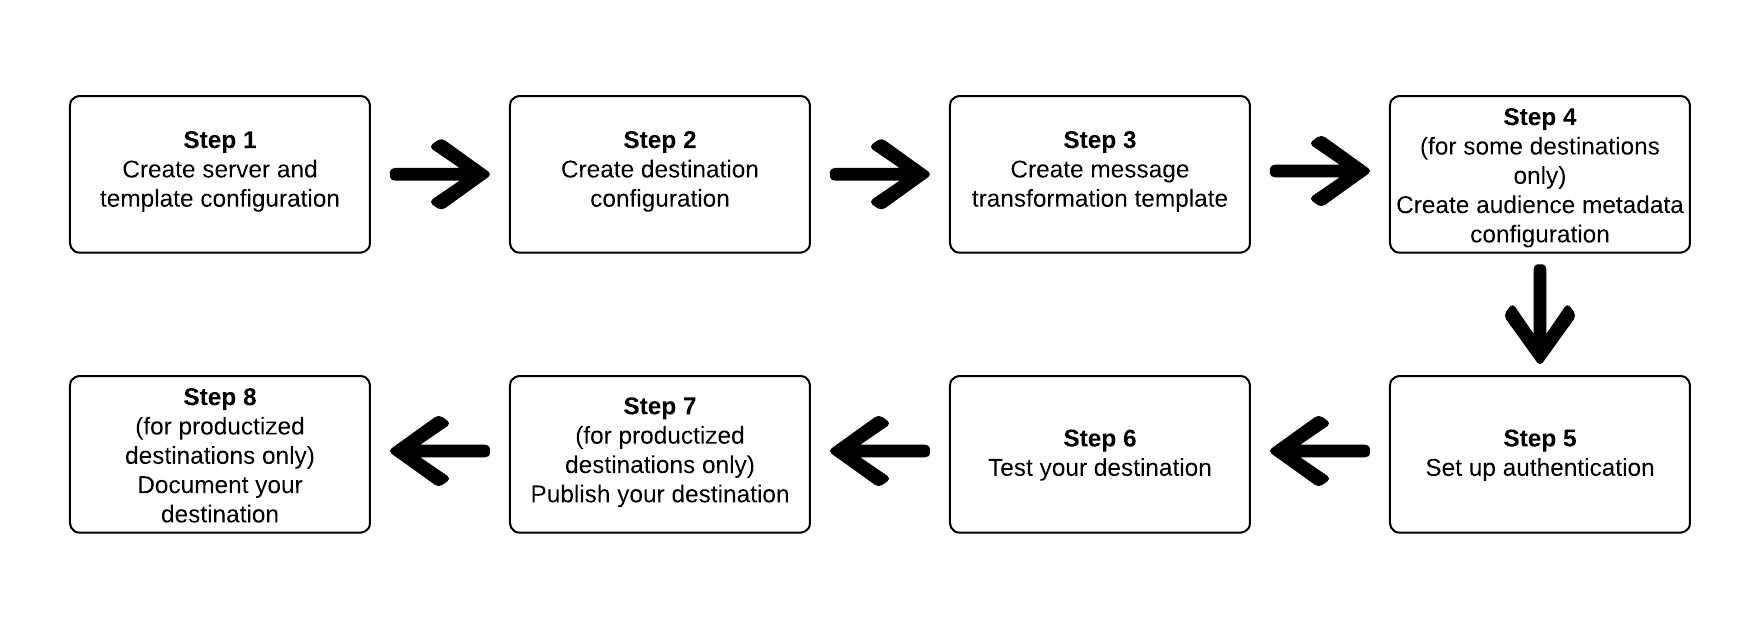 Step 1
Create server and
template configuration
Step 2
Create destination
configuration
Step 3
Create message
transformation template
Step 4
(for some destinations
only)
Create audience metadada
configuration
Step 5
Set up authentication
Step 6
Test your destination
Step 7
(for productized
destinations only)
Publish your destination
Step 8
(for productized
destinations only)
Document your
destination